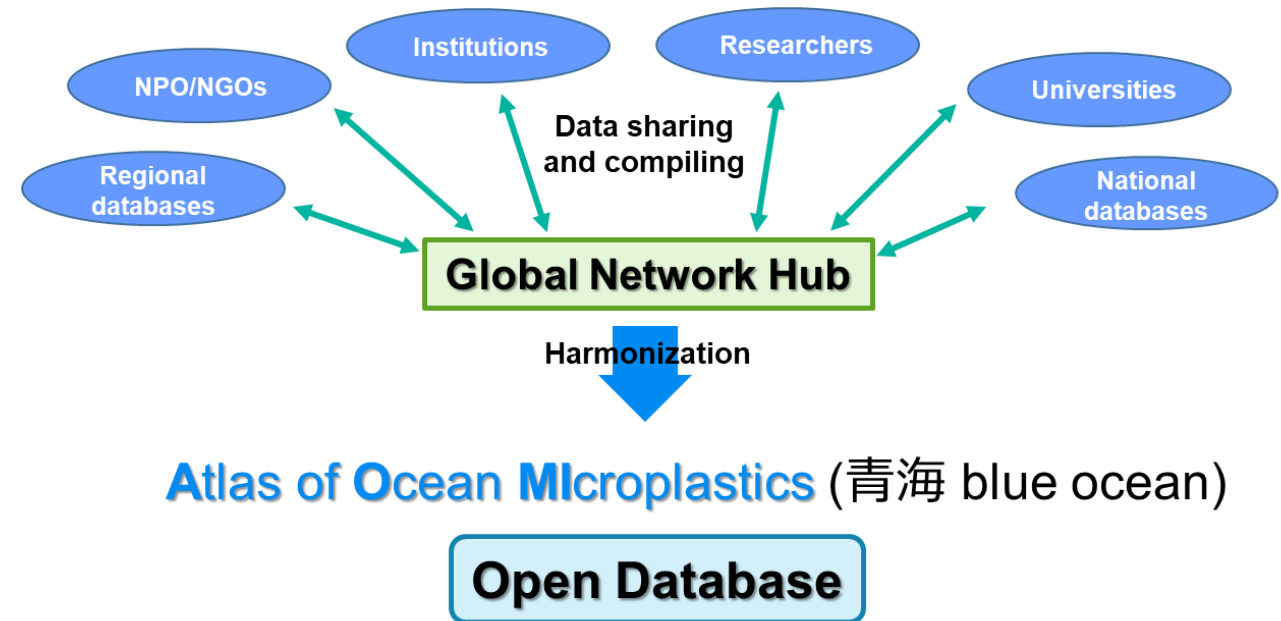 Institutions
Researchers
NPO/NGOs
Universities
Data sharing
and compiling
Regional
databases
National
databases
Global Network Hub
Harmonization
Atlas of Ocean MIcroplastics (青海 blue ocean)
Open Database